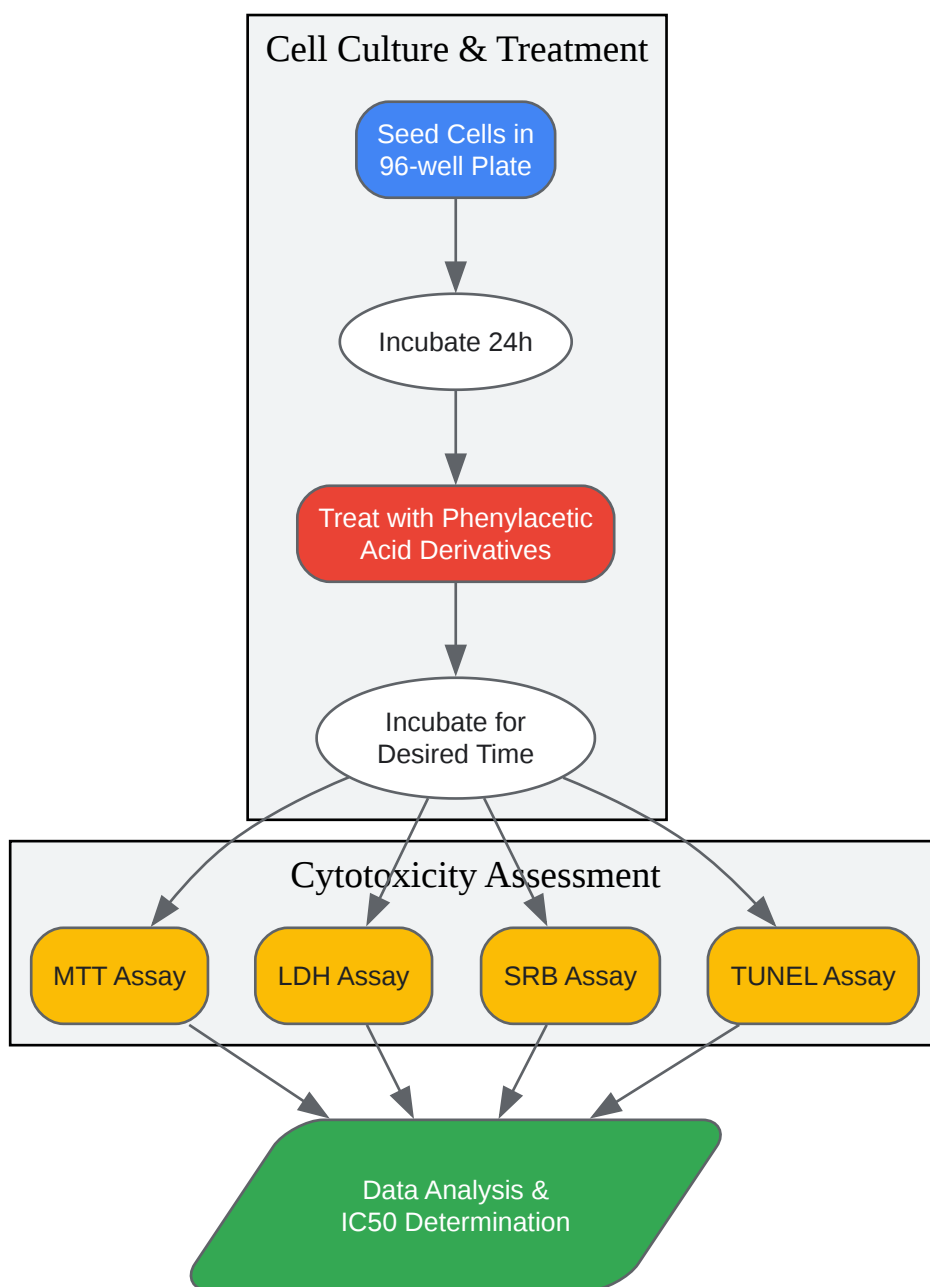 Cell Culture & Treatment
Seed Cells in
96-well Plate
Incubate 24h
Treat with Phenylacetic
Acid Derivatives
Incubate for
Desired Time
Cytotoxicity Assessment
MTT Assay
LDH Assay
SRB Assay
TUNEL Assay
Data Analysis &
IC50 Determination